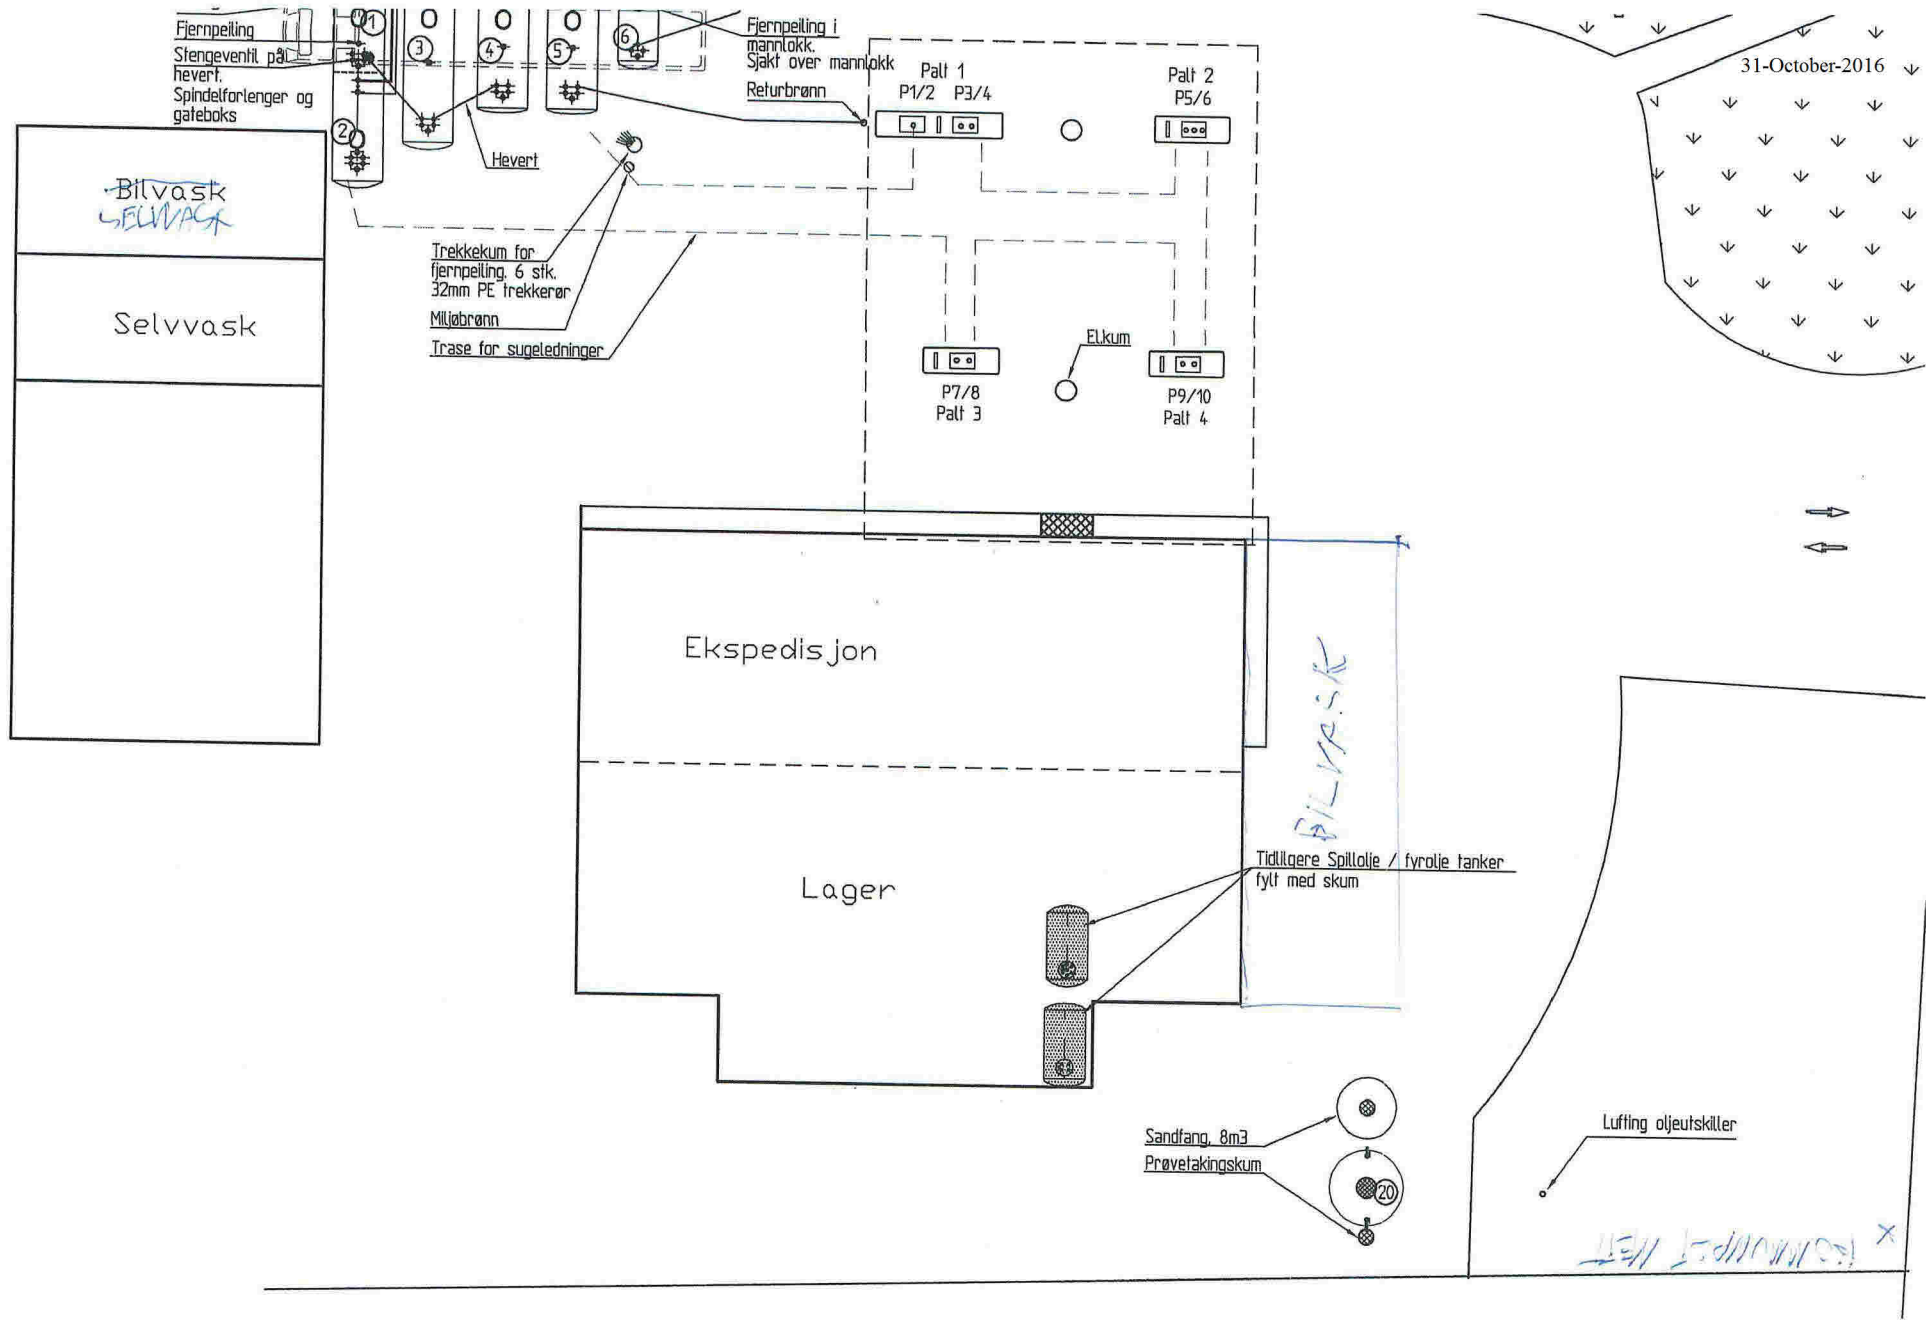 Fjernpeiling
Stengeventil på
hevert.
Spindelforlenger og
gateboks
1
2
3
4
5
6
Fjernpeiling i
mannlokk.
Sjakt over mannlokk
Returbrønn
Hevert
Palt 1
P1/2 P3/4
Palt 2
P5/6
31-October-2016
Bilvask
SELVVASK
Selvvask
Trekkekum for
fjernpeiling. 6 stk.
32mm PE trekkerør
Miljøbrønn
Trase for sugeledninger
El.kum
P7/8
Palt 3
P9/10
Palt 4
Ekspedisjon
BILVASK
Lager
Tidlilgere Spillolje / fyrolje tanker
fylt med skum
Sandfang, 8m3
Prøvetakingskum
20
Lufting oljeutskiller
X KOMMUNALT NETT